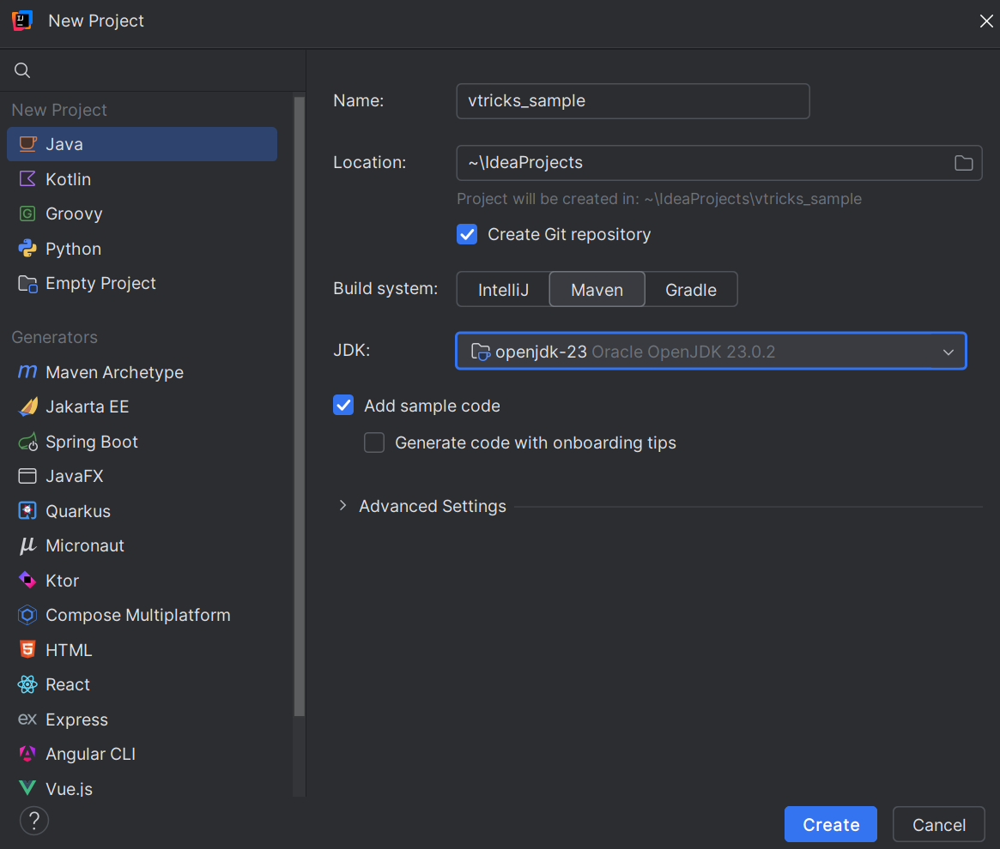 New Project
New Project
Java
Kotlin
Groovy
Python
Empty Project
Generators
Maven Archetype
Jakarta EE
Spring Boot
JavaFX
Quarkus
Micronaut
Ktor
Compose Multiplatform
HTML
React
Express
Angular CLI
Vue.js
Name: vtricks_sample
Location: ~\IdeaProjects
Project will be created in: ~\IdeaProjects\vtricks_sample
Create Git repository
Build system: IntelliJ Maven Gradle
JDK: openjdk-23 Oracle OpenJDK 23.0.2
Add sample code
Generate code with onboarding tips
Advanced Settings
? Create Cancel